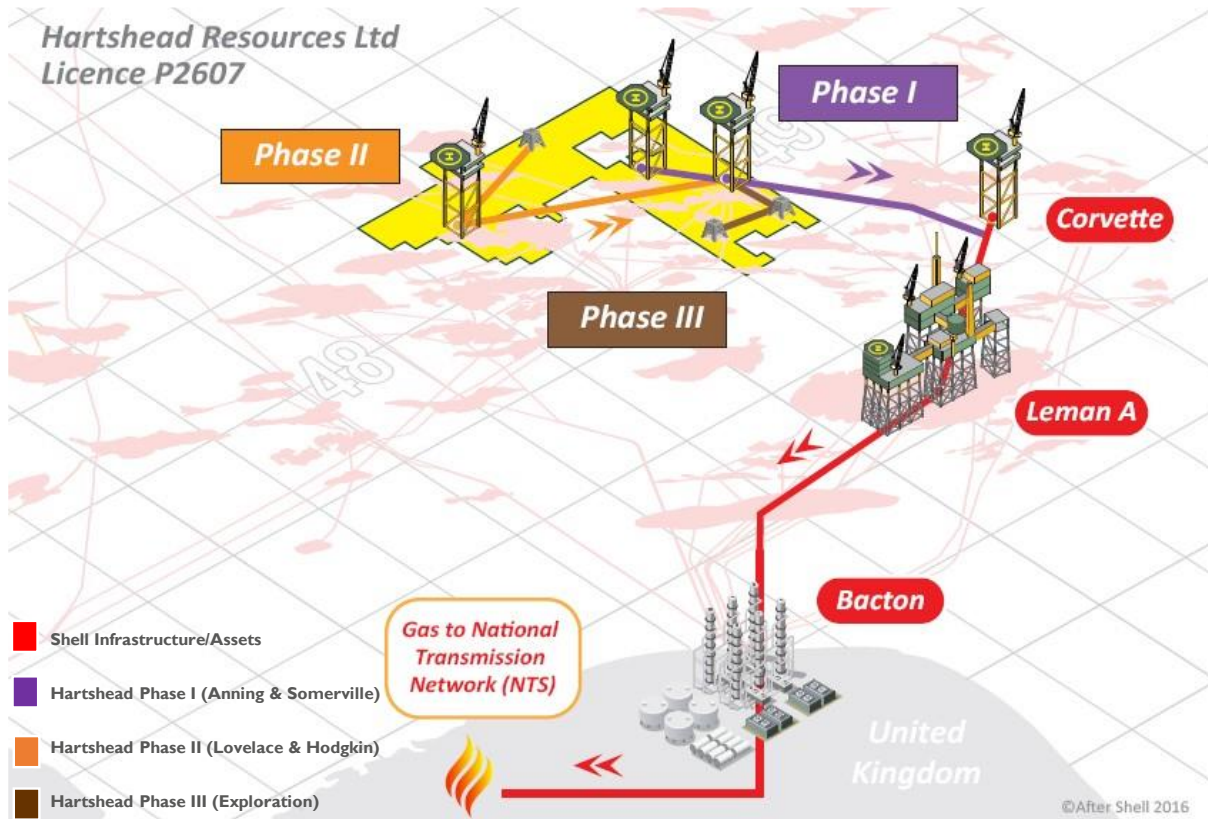 Hartshead Resources Ltd
Licence P2607
Phase I
Phase II
49
Corvette
Phase III
48
Leman A
Bacton
Gas to National
Transmission
Network (NTS)
United
Kingdom
Shell Infrastructure/Assets
Hartshead Phase I (Anning & Somerville)
Hartshead Phase II (Lovelace & Hodgkin)
Hartshead Phase III (Exploration)
©After Shell 2016